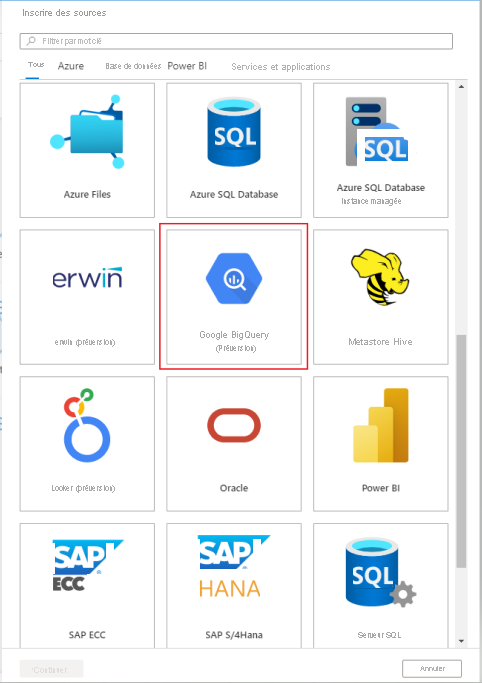 Inscrire des sources
Filtrer par mot clé
Tous Azure Base de données Power BI Services et applications
Azure Files
SQL
Azure SQL Database
SQL
Azure SQL Database
Instance managée
erwin
erwin (préversion)
Google BigQuery
(Préversion)
Metastore Hive
Looker (préversion)
Oracle
Power BI
SAP
ECC
SAP ECC
SAP
HANA
SAP S/4Hana
SQL
Serveur SQL
Continuer
Annuler